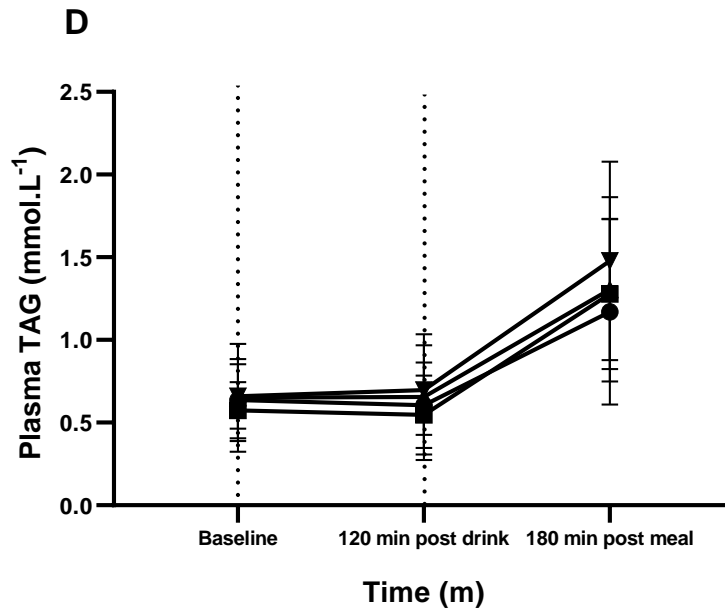 D
2.5
2.0
1.5
1.0
0.5
0.0
Plasma TAG (mmol.L⁻¹)
Baseline 120 min post drink 180 min post meal
Time (m)